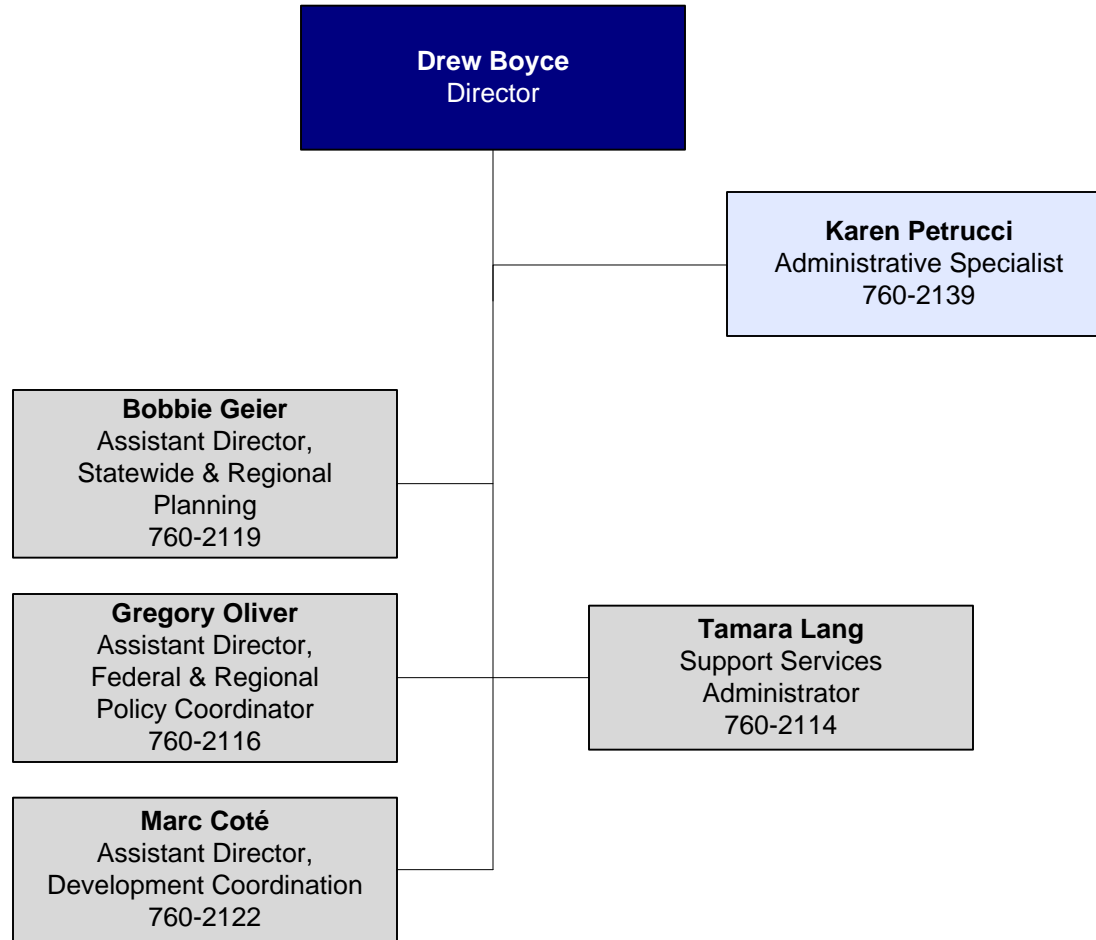 Drew Boyce
Director
Karen Petrucci
Administrative Specialist
760-2139
Bobbie Geier
Assistant Director,
Statewide & Regional
Planning
760-2119
Gregory Oliver
Assistant Director,
Federal & Regional
Policy Coordinator
760-2116
Tamara Lang
Support Services
Administrator
760-2114
Marc Coté
Assistant Director,
Development Coordination
760-2122